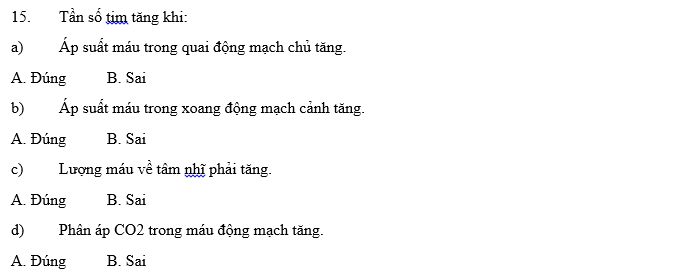 15. Tần số tim tăng khi:
a) Áp suất máu trong quai động mạch chủ tăng.
A. Đúng B. Sai
b) Áp suất máu trong xoang động mạch cảnh tăng.
A. Đúng B. Sai
c) Lượng máu về tâm nhĩ phải tăng.
A. Đúng B. Sai
d) Phân áp CO2 trong máu động mạch tăng.
A. Đúng B. Sai